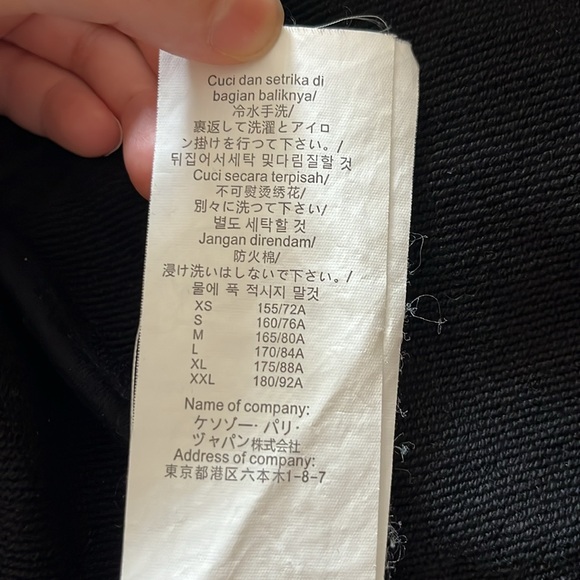 Cuci dan setrika di
bagian baliknya/
冷水手洗/
裏返して洗濯とアイロ
ン掛けを行つて下さい。/
뒤집어서세탁 및다림질할 것
Cuci secara terpisah/
不可熨烫绣花/
別々に洗つて下さい/
별도 세탁할 것
Jangan direndam/
防火棉/
浸け洗いはしないで下さい。/
물에 푹 적시지 말것
XS 155/72A
S 160/76A
M 165/80A
L 170/84A
XL 175/88A
XXL 180/92A
Name of company:
ケソゾー· パリ·
ヅャパン株式会社
Address of company:
東京都港区六本木1-8-7